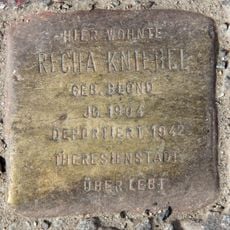 HIER WOHNTE
RECHA KNIEBEL
GEB. BLOND
JG. 1904
DEPORTIERT 1942
THERESIENSTADT
ÜBERLEBT